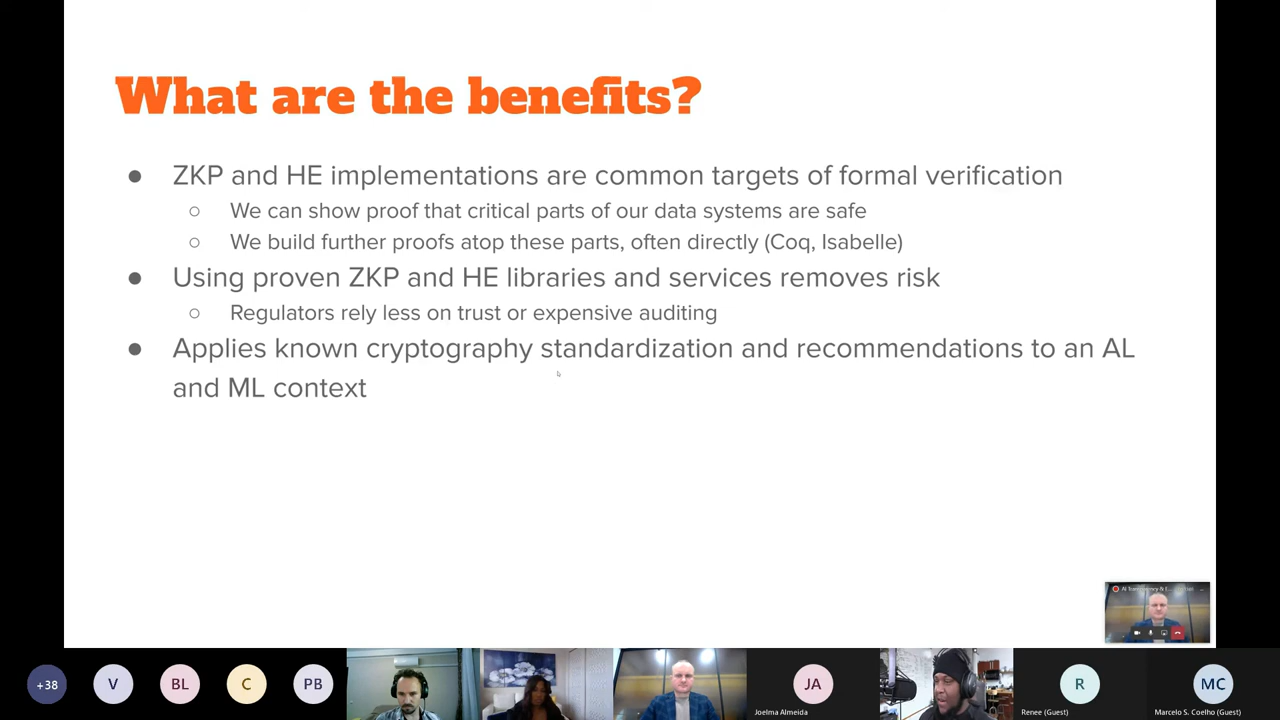 What are the benefits?
● ZKP and HE implementations are common targets of formal verification
○ We can show proof that critical parts of our data systems are safe
○ We build further proofs atop these parts, often directly (Coq, Isabelle)
● Using proven ZKP and HE libraries and services removes risk
○ Regulators rely less on trust or expensive auditing
● Applies known cryptography standardization and recommendations to an AL
and ML context
+38
V
BL
C
PB
JA
Joelma Almeida
R
Renee (Guest)
MC
Marcelo S. Coelho (Guest)